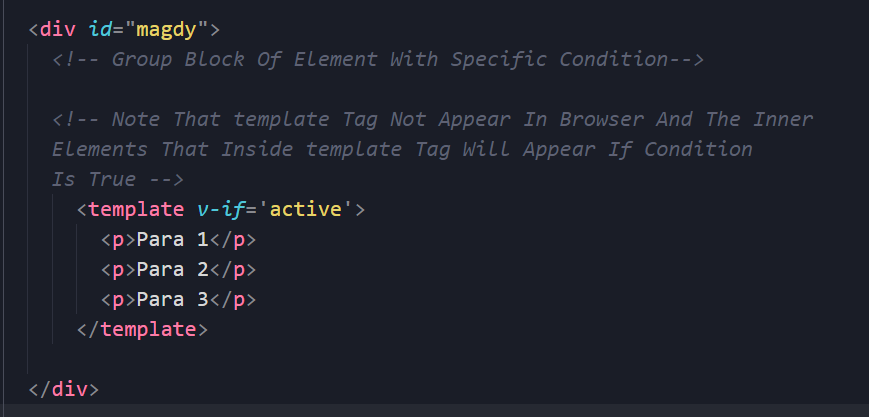 <div id="magdy">
<!-- Group Block Of Element With Specific Condition-->
<!-- Note That template Tag Not Appear In Browser And The Inner
Elements That Inside template Tag Will Appear If Condition
Is True -->
<template v-if='active'>
<p>Para 1</p>
<p>Para 2</p>
<p>Para 3</p>
</template>
</div>